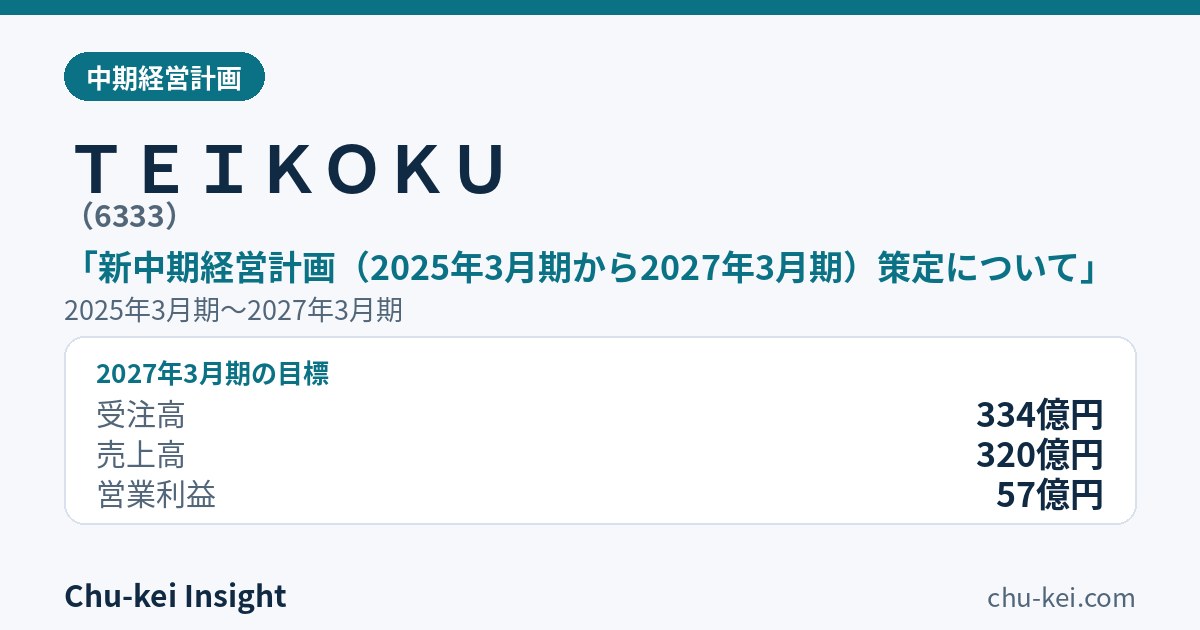 中期経営計画
ＴＥＩＫＯＫＵ
（6333）
「新中期経営計画（2025年3月期から2027年3月期）策定について」
2025年3月期～2027年3月期
2027年3月期の目標
受注高 334億円
売上高 320億円
営業利益 57億円
Chu-kei Insight chu-kei.com